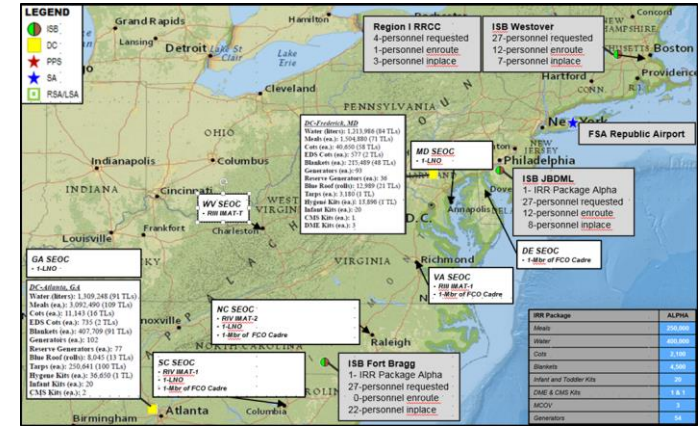 LEGEND
ISB
DC
PPS
SA
RSA/LSA
Region I RRCC
4-personnel requested
1-personnel enroute
3-personnel inplace
ISB Westover
27-personnel requested
12-personnel enroute
7-personnel inplace
FSA Republic Airport
DC-Frederick, MD
Water (liters): 1,213,986 (84 TLs)
Meals (ea.): 1,504,880 (71 TLs)
Cots (ea.): 40,650 (58 TLs)
EDS Cots (ea.): 577 (2 TLs)
Blankets (ea.): 215,489 (48 TLs)
Generators (ea.): 93
Reserve Generators (ea.): 36
Blue Roof (rolls): 12,989 (21 TLs)
Tarps (ea.): 3,180 (1 TL)
Hygiene Kits (ea.): 13,896 (1 TL)
Infant Kits (ea.): 20
CMS Kits (ea.): 1
DME Kits (ea.): 3
MD SEOC
- 1-LNO
ISB JBDML
1- IRR Package Alpha
27-personnel requested
12-personnel enroute
8-personnel inplace
WV SEOC
- RIII IMAT-T
DE SEOC
- 1-Mbr of FCO Cadre
VA SEOC
- RIII IMAT-1
- 1-Mbr of FCO Cadre
GA SEOC
- 1-LNO
DC-Atlanta, GA
Water (liters): 1,309,248 (91 TLs)
Meals (ea.): 3,092,490 (109 TLs)
Cots (ea.): 11,143 (16 TLs)
EDS Cots (ea.): 735 (2 TLs)
Blankets (ea.): 407,709 (91 TLs)
Generators (ea.): 102
Reserve Generators (ea.): 77
Blue Roof (rolls): 8,045 (13 TLs)
Tarps (ea.): 250,641 (100 TLs)
Hygiene Kits (ea.): 36,650 (1 TL)
Infant Kits (ea.): 20
CMS Kits (ea.): 2
NC SEOC
- RIV IMAT-2
- 1-LNO
- 1-Mbr of FCO Cadre
SC SEOC
- RIV IMAT-1
- 1-LNO
- 1-Mbr of FCO Cadre
ISB Fort Bragg
1- IRR Package Alpha
27-personnel requested
0-personnel enroute
22-personnel inplace
IRR Package ALPHA
Meals 250,000
Water 400,000
Cots 2,100
Blankets 4,500
Infant and Toddler Kits 20
DME & CMS Kits 1 & 1
MCOV 3
Generators 54
Grand Rapids
Lansing
Detroit
Lake St Clair
Hamilton
Lake Erie
Concord
Boston
Providence
Hartford
CONN.
Cleveland
PENNSYLVANIA
New York
Philadelphia
OHIO
Columbus
Indianapolis
INDIANA
Cincinnati
WEST VIRGINIA
Charleston
Frankfort
Louisville
D.C.
Annapolis
Dover
VIRGINIA
Richmond
Raleigh
NORTH CAROLINA
Columbia
Atlanta
Birmingham